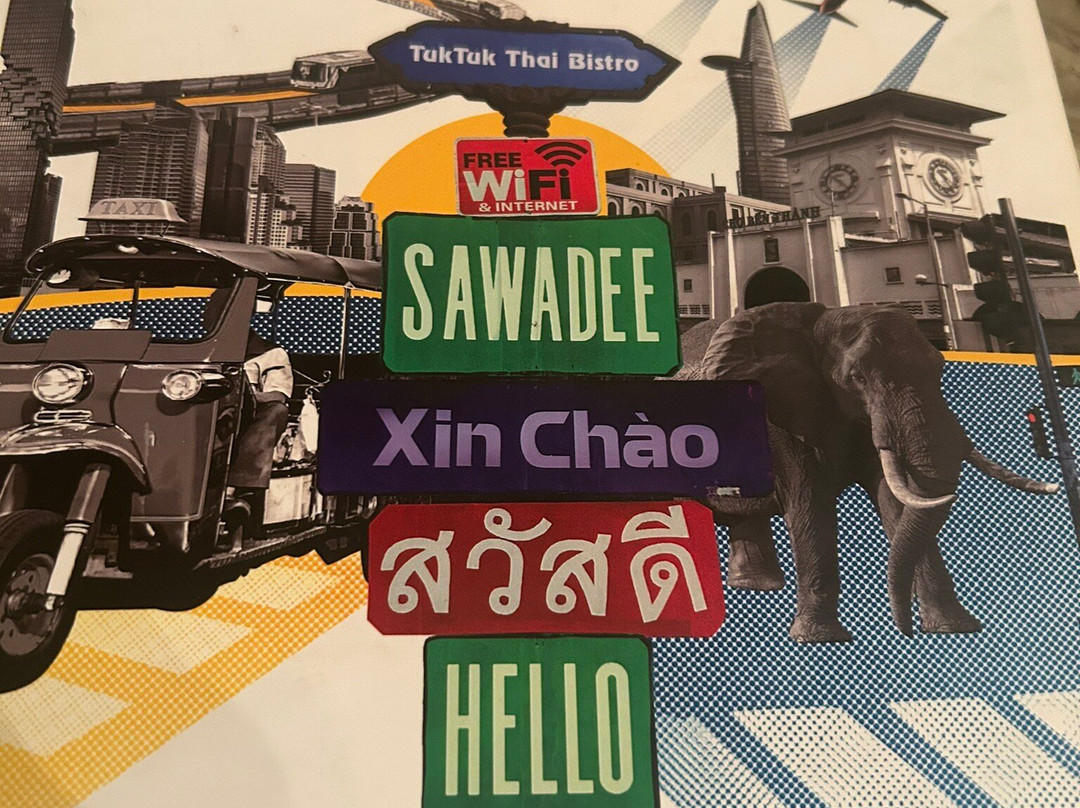 TukTuk Thai Bistro
FREE
WiFi
& INTERNET
TAXI
SAWADEE
Xin Chào
สวัสดี
HELLO